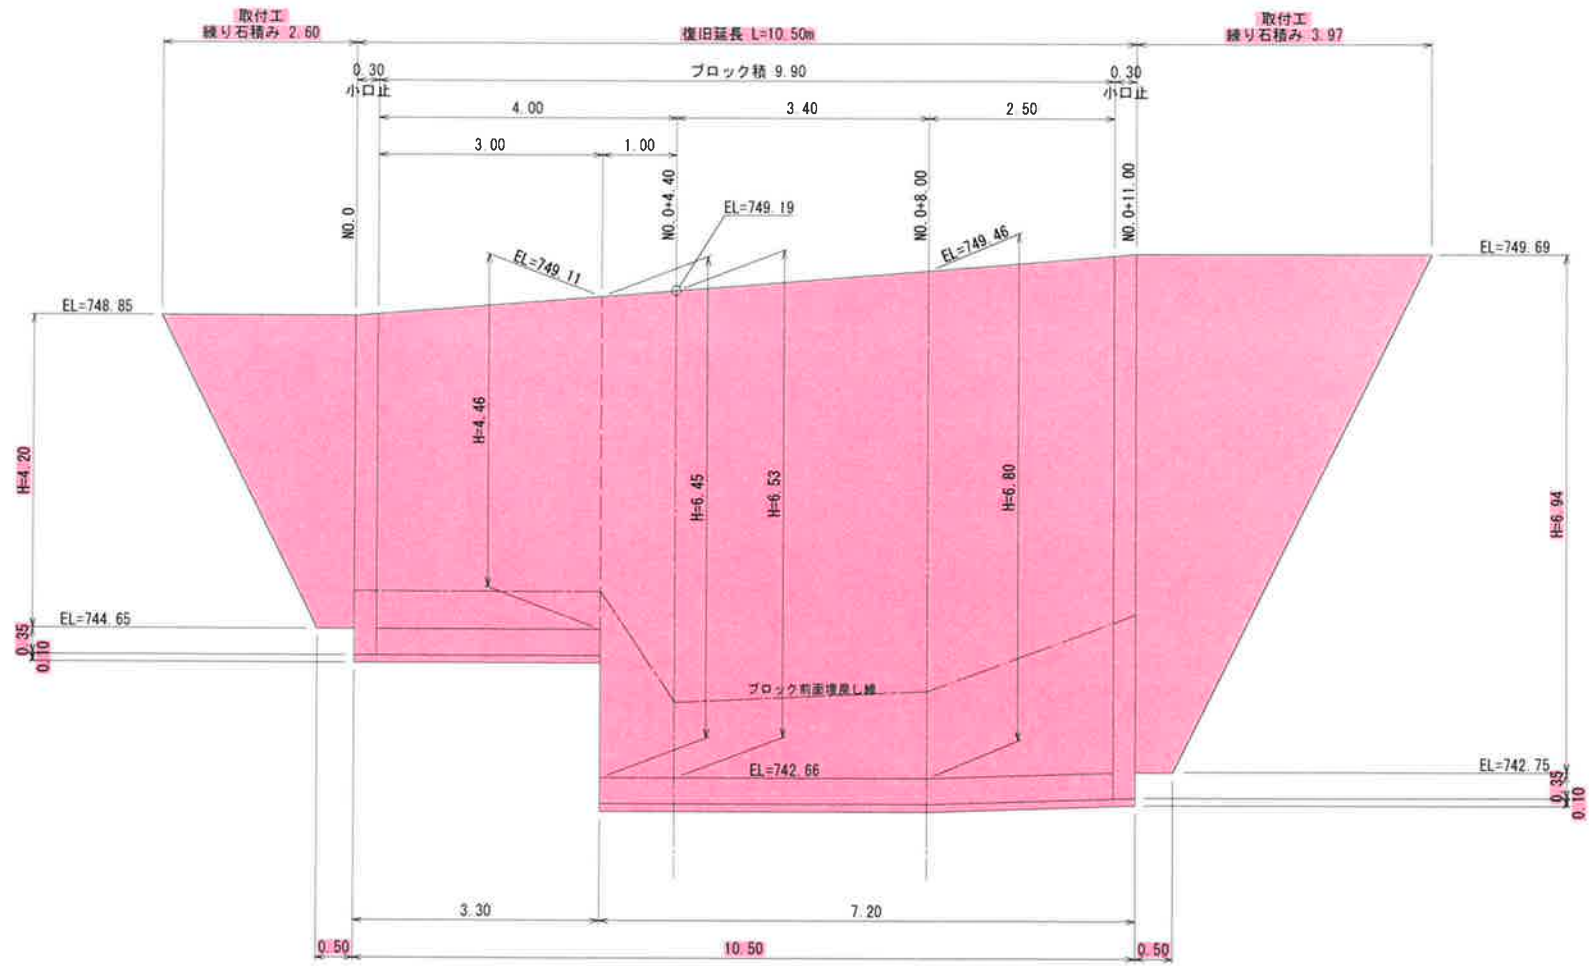 取付工
練り石積み 2.60
復旧延長 L=10.50m
取付工
練り石積み 3.97
0.30
小口止
ブロック積 9.90
0.30
小口止
4.00
3.40
2.50
3.00
1.00
NO.0
NO.0+4.40
NO.0+8.00
NO.0+11.00
EL=749.19
EL=749.11
EL=749.46
EL=749.69
EL=748.85
H=4.20
H=4.46
H=6.45
H=6.53
H=6.80
H=6.94
EL=744.65
0.35
0.10
ブロック前面埋戻し線
EL=742.66
EL=742.75
0.35
0.10
3.30
7.20
0.50
10.50
0.50